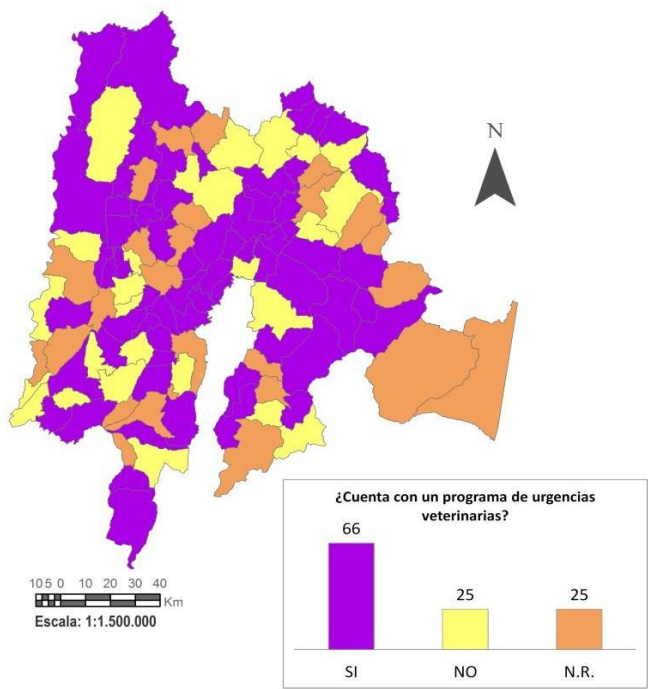 N
¿Cuenta con un programa de urgencias
veterinarias?
66
25
25
SI
NO
N.R.
10 5 0 10 20 30 40
Km
Escala: 1:1.500.000